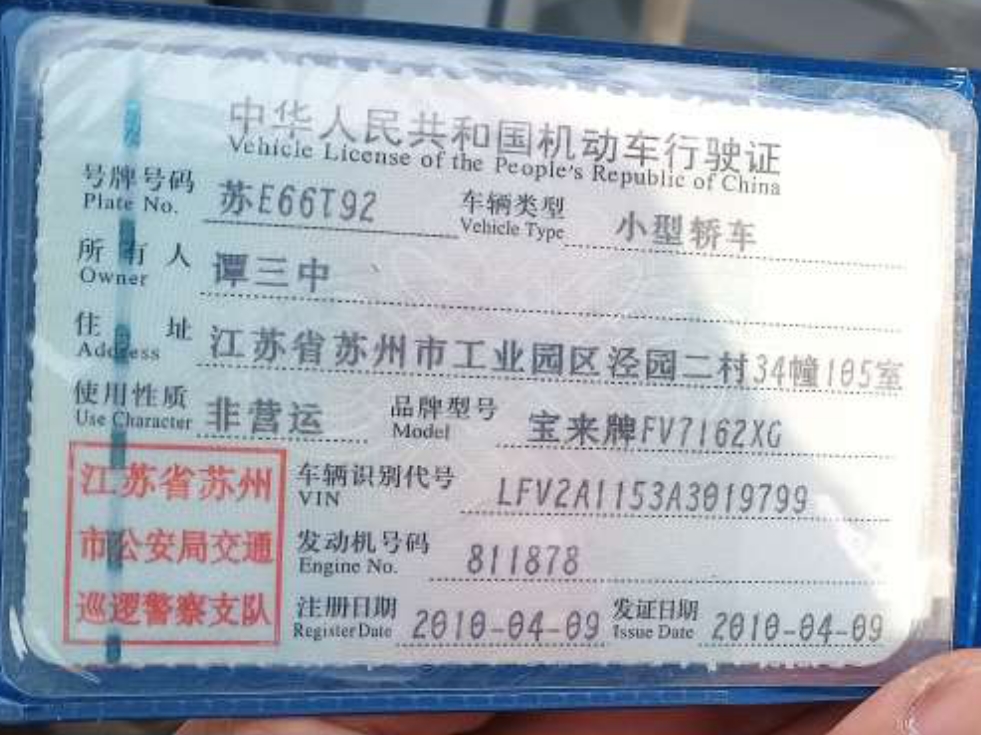 中华人民共和国机动车行驶证
Vehicle License of the People's Republic of China
号牌号码 苏E66T92 车辆类型 小型轿车
Plate No. Vehicle Type
所有人 谭三中
Owner
住址 江苏省苏州市工业园区泾园二村34幢105室
Address
使用性质 非营运 品牌型号 宝来牌FV7162XG
Use Character Model
江苏省苏州
市公安局交通
巡逻警察支队
车辆识别代号 LFV2A1153A3019799
VIN
发动机号码 811878
Engine No.
注册日期 2010-04-09 发证日期 2010-04-09
Register Date Issue Date